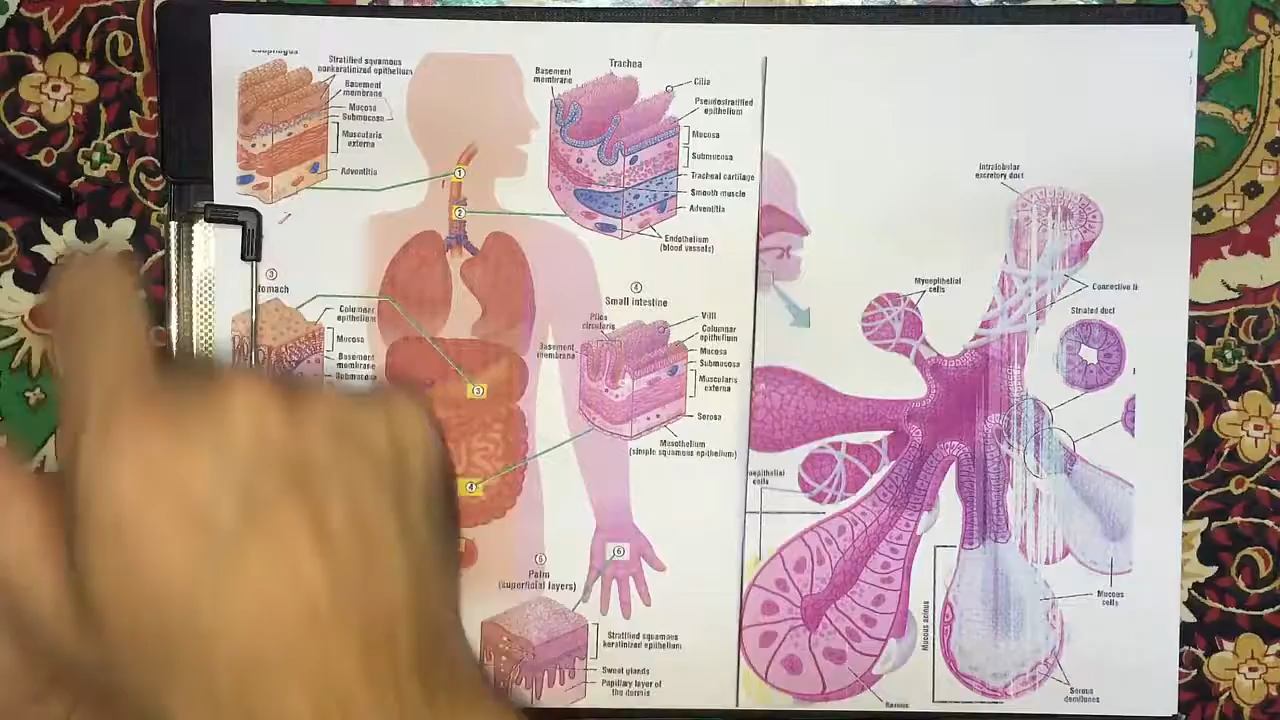 Stratified squamous
nonkeratinized epithelium
Basement
membrane
Mucosa
Submucosa
Muscularis
externa
Adventitia
Trachea
Basement
membrane
Cilia
Pseudostratified
epithelium
Mucosa
Submucosa
Tracheal cartilage
Smooth muscle
Adventitia
Endothelium
(blood vessels)
1
2
3
4
6
3
tomach
Columnar
epithelium
Mucosa
Basement
membrane
Submucosa
4
Small intestine
Plica
circularis
Villi
Columnar
epithelium
Basement
membrane
Mucosa
Submucosa
Muscularis
externa
Serosa
Mesothelium
(simple squamous epithelium)
5
Palm
(superficial layers)
Stratified squamous
keratinized epithelium
Sweat glands
Papillary layer of
the dermis
Intralobular
excretory duct
Myoepithelial
cells
Connective ti
Striated duct
oepithelial
cells
Mucous acinus
Mucous
cells
Serous
demilunes